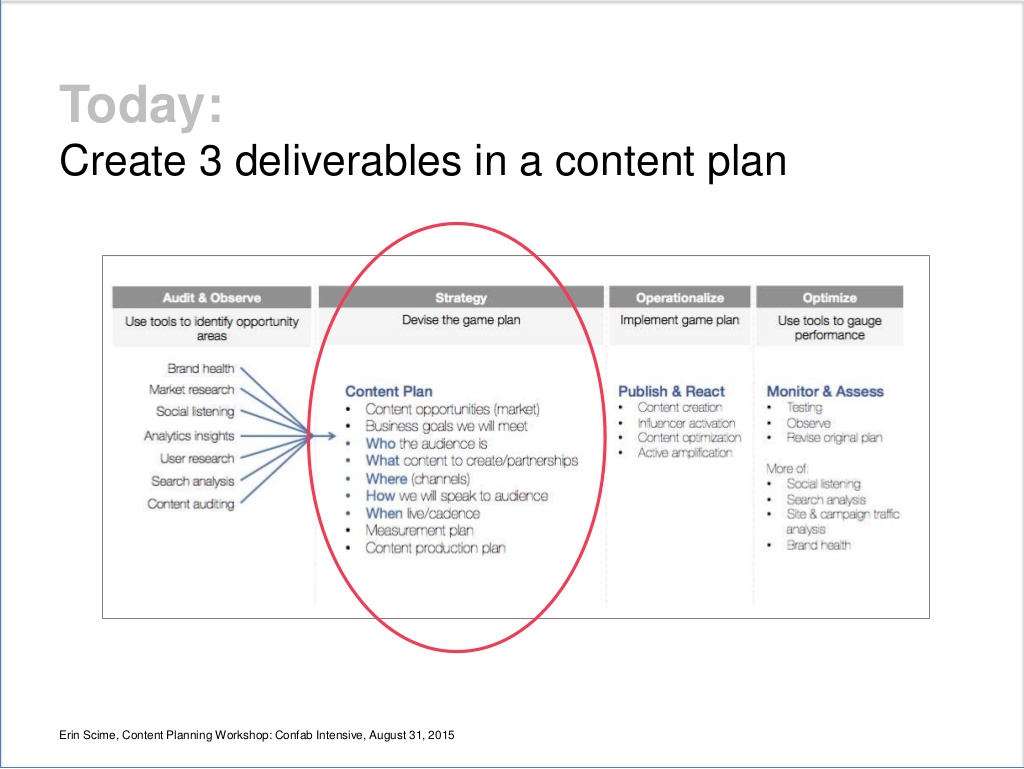 Today:
Create 3 deliverables in a content plan
Audit & Observe
Use tools to identify opportunity
areas
Brand health
Market research
Social listening
Analytics insights
User research
Search analysis
Content auditing
Strategy
Devise the game plan
Content Plan
• Content opportunities (market)
• Business goals we will meet
• Who the audience is
• What content to create/partnerships
• Where (channels)
• How we will speak to audience
• When live/cadence
• Measurement plan
• Content production plan
Operationalize
Implement game plan
Publish & React
• Content creation
• Influencer activation
• Content optimization
• Active amplification
Optimize
Use tools to gauge
performance
Monitor & Assess
• Testing
• Observe
• Revise original plan
More of:
• Social listening
• Search analysis
• Site & campaign traffic
analysis
• Brand health
Erin Scime, Content Planning Workshop: Confab Intensive, August 31, 2015